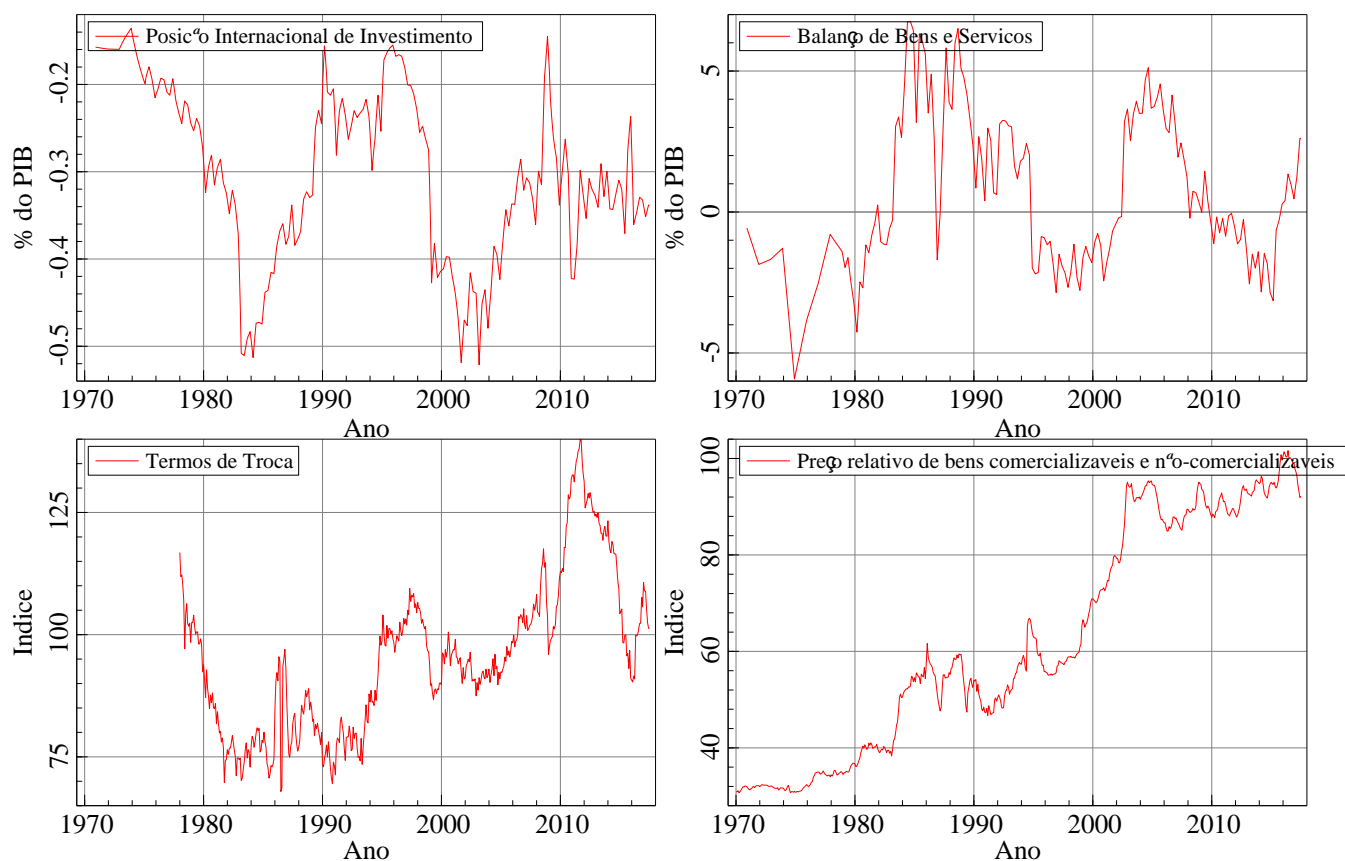 Posicªo Internacional de Investimento
-0.2
-0.3
-0.4
-0.5
% do PIB
1970 1980 1990 2000 2010
Ano
Balanço de Bens e Servicos
5
0
-5
% do PIB
1970 1980 1990 2000 2010
Ano
Termos de Troca
125
100
75
Indice
1970 1980 1990 2000 2010
Ano
Preço relativo de bens comercializaveis e nªo-comercializaveis
100
80
60
40
Indice
1970 1980 1990 2000 2010
Ano